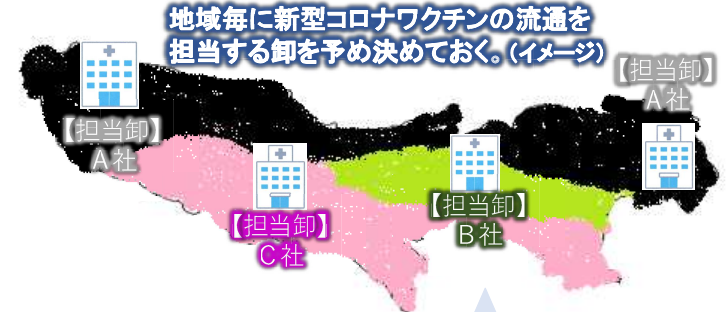 地域毎に新型コロナワクチンの流通を
担当する卸を予め決めておく。（イメージ）
【担当卸】
Ａ社
【担当卸】
Ａ社
【担当卸】
Ｂ社
【担当卸】
Ｃ社